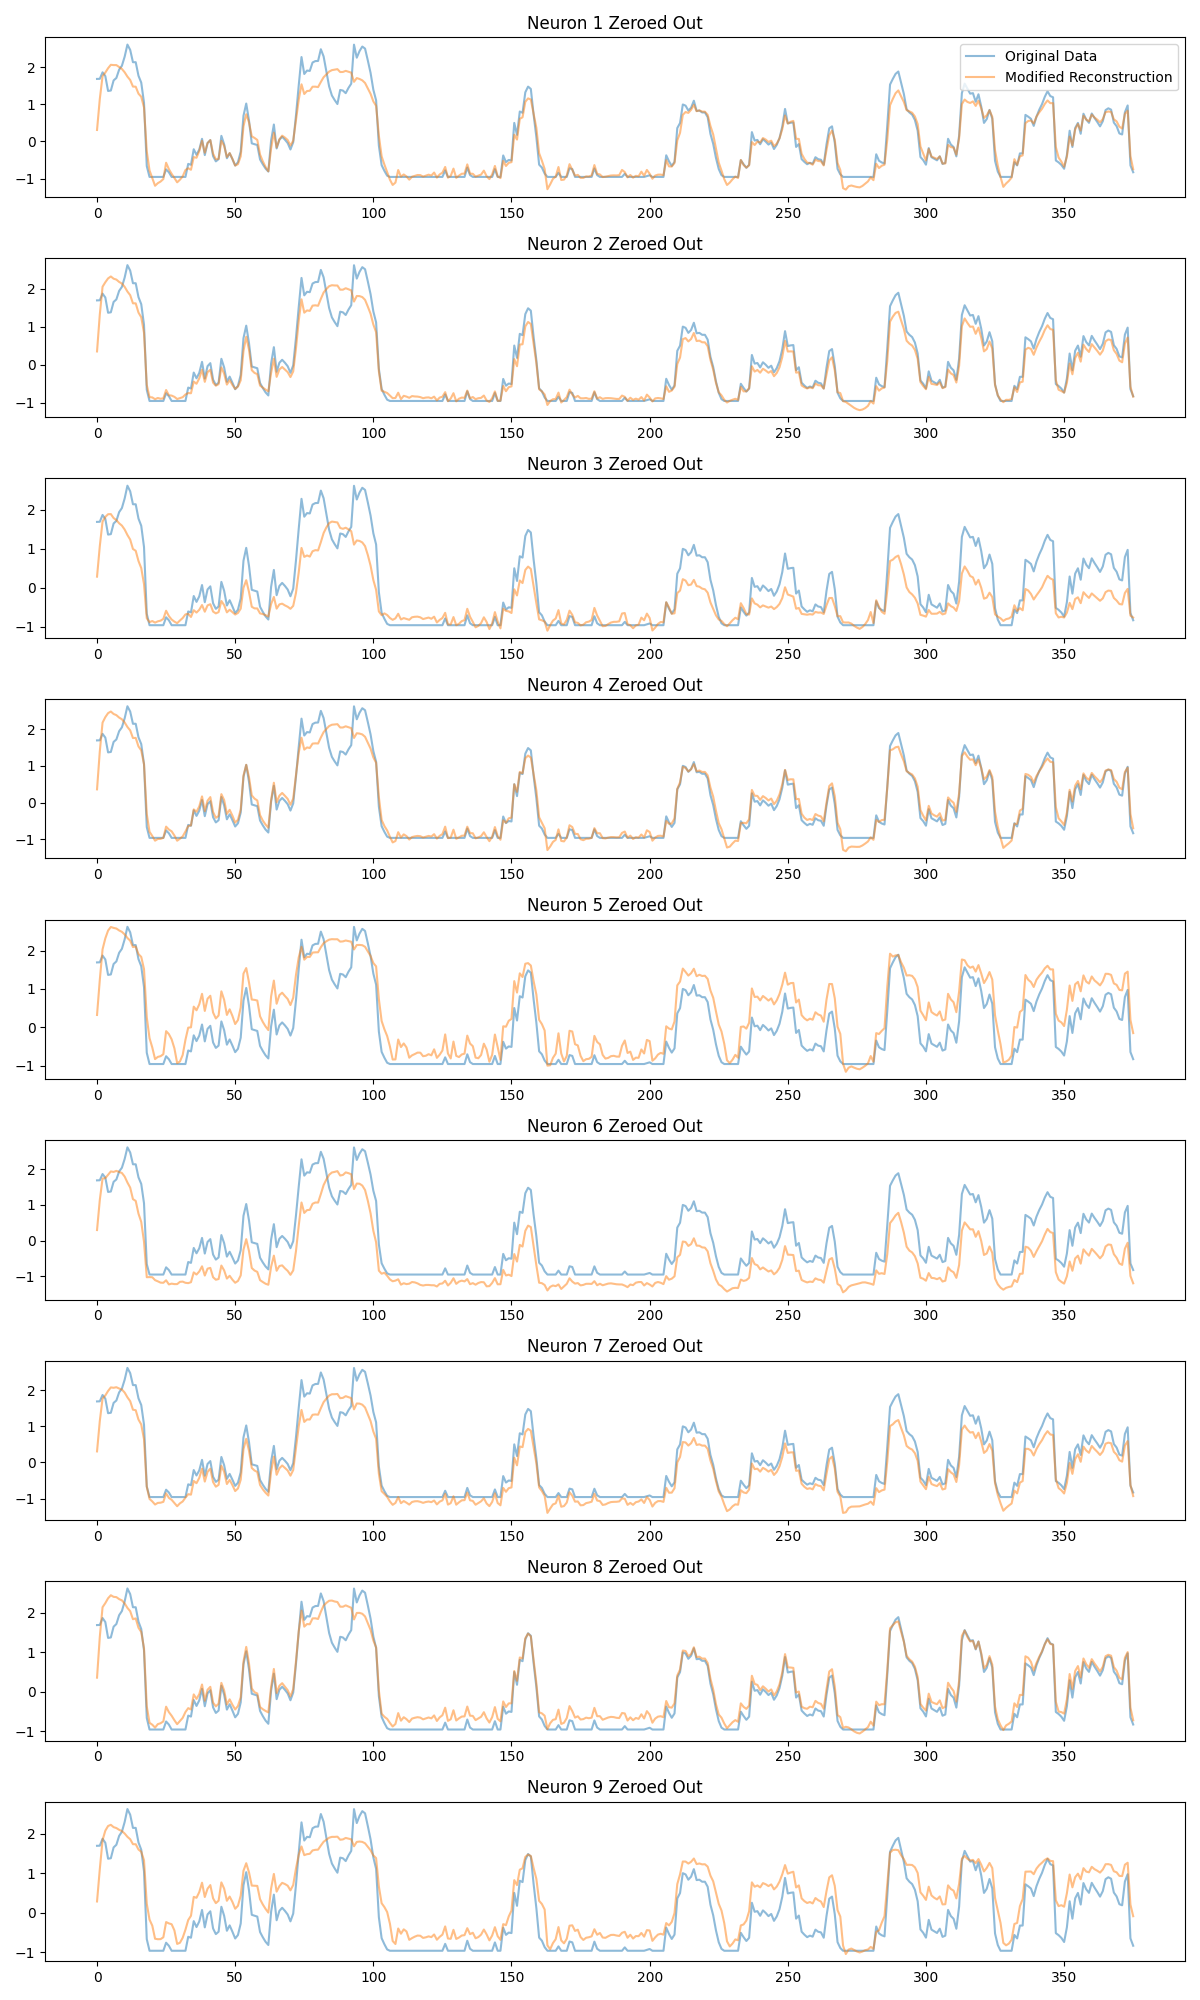 Neuron 1 Zeroed Out
Original Data
Modified Reconstruction
2
1
0
−1
0 50 100 150 200 250 300 350
Neuron 2 Zeroed Out
2
1
0
−1
0 50 100 150 200 250 300 350
Neuron 3 Zeroed Out
2
1
0
−1
0 50 100 150 200 250 300 350
Neuron 4 Zeroed Out
2
1
0
−1
0 50 100 150 200 250 300 350
Neuron 5 Zeroed Out
2
1
0
−1
0 50 100 150 200 250 300 350
Neuron 6 Zeroed Out
2
1
0
−1
0 50 100 150 200 250 300 350
Neuron 7 Zeroed Out
2
1
0
−1
0 50 100 150 200 250 300 350
Neuron 8 Zeroed Out
2
1
0
−1
0 50 100 150 200 250 300 350
Neuron 9 Zeroed Out
2
1
0
−1
0 50 100 150 200 250 300 350